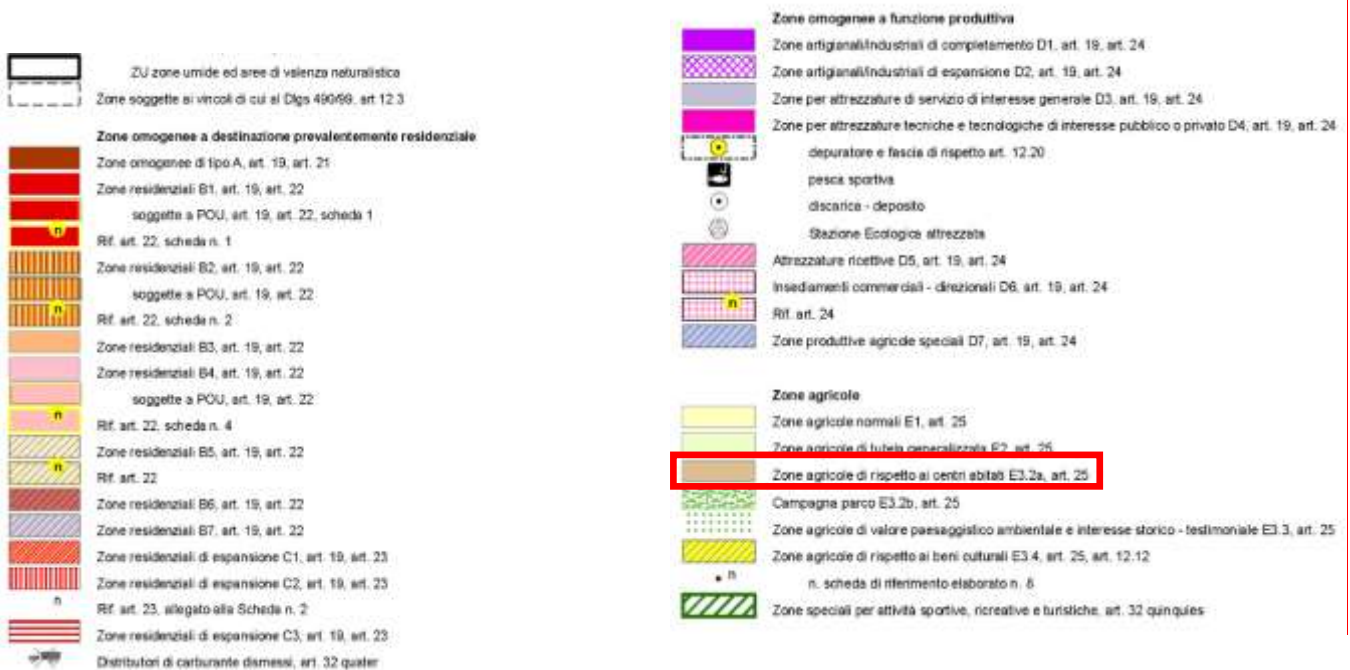 ZU zone umide ed aree di valenza naturalistica
Zone soggette ai vincoli di cui al Dlgs 490/99, art 12.3
Zone omogenee a destinazione prevalentemente residenziale
Zone omogenee di tipo A, art. 19, art. 21
Zone residenziali B1, art. 19, art. 22
soggette a POU, art. 19, art. 22, scheda 1
n
Rif. art. 22, scheda n. 1
Zone residenziali B2, art. 19, art. 22
soggette a POU, art. 19, art. 22
n
Rif. art. 22, scheda n. 2
Zone residenziali B3, art. 19, art. 22
Zone residenziali B4, art. 19, art. 22
soggette a POU, art. 19, art. 22
n
Rif. art. 22, scheda n. 4
Zone residenziali B5, art. 19, art. 22
n
Rif. art. 22
Zone residenziali B6, art. 19, art. 22
Zone residenziali B7, art. 19, art. 22
Zone residenziali di espansione C1, art. 19, art. 23
Zone residenziali di espansione C2, art. 19, art. 23
n
Rif. art. 23, allegato alla Scheda n. 2
Zone residenziali di espansione C3, art. 19, art. 23
Distributori di carburante dismessi, art. 32 quater
Zone omogenee a funzione produttiva
Zone artigianali/industriali di completamento D1, art. 19, art. 24
Zone artigianali/industriali di espansione D2, art. 19, art. 24
Zone per attrezzature di servizio di interesse generale D3, art. 19, art. 24
Zone per attrezzature tecniche e tecnologiche di interesse pubblico o privato D4, art. 19, art. 24
depuratore e fascia di rispetto art. 12.20
pesca sportiva
discarica - deposito
Stazione Ecologica attrezzata
Attrezzature ricettive D5, art. 19, art. 24
Insediamenti commerciali - direzionali D6, art. 19, art. 24
n
Rif. art. 24
Zone produttive agricole speciali D7, art. 19, art. 24
Zone agricole
Zone agricole normali E1, art. 25
Zone agricole di tutela generalizzata E2, art. 25
Zone agricole di rispetto ai centri abitati E3.2a, art. 25
Campagna parco E3.2b, art. 25
Zone agricole di valore paesaggistico ambientale e interesse storico - testimoniale E3.3, art. 25
Zone agricole di rispetto ai beni culturali E3.4, art. 25, art. 12.12
n
n. scheda di riferimento elaborato n. 8
Zone speciali per attività sportive, ricreative e turistiche, art. 32 quinquies